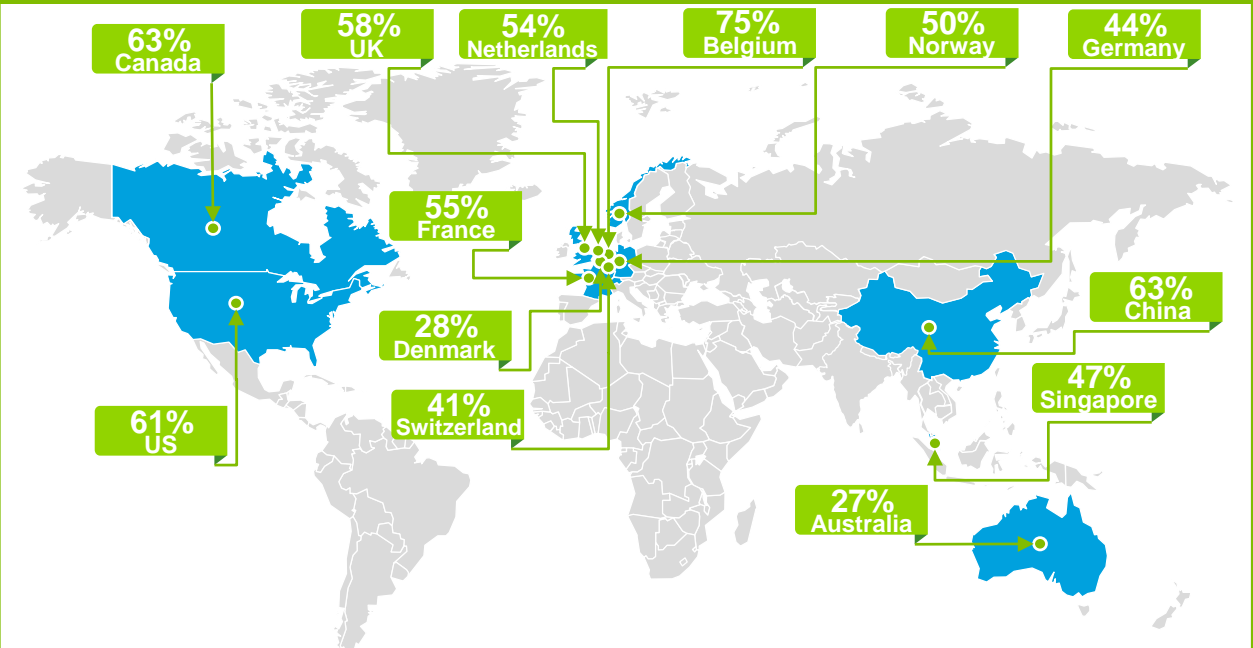 63%
Canada
58%
UK
54%
Netherlands
75%
Belgium
50%
Norway
44%
Germany
55%
France
28%
Denmark
63%
China
41%
Switzerland
47%
Singapore
61%
US
27%
Australia